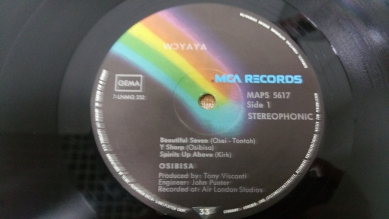 WOYAYA
MCA RECORDS
GEMA
MAPS 5617
Side 1
STEREOPHONIC
Beautiful Seven (Osei - Tontoh)
Y Sharp (Osibisa)
Spirits Up Above (Kirk)
OSIBISA
Produced by: Tony Visconti
Engineer: John Punter
Recorded at: Air London Studios
33